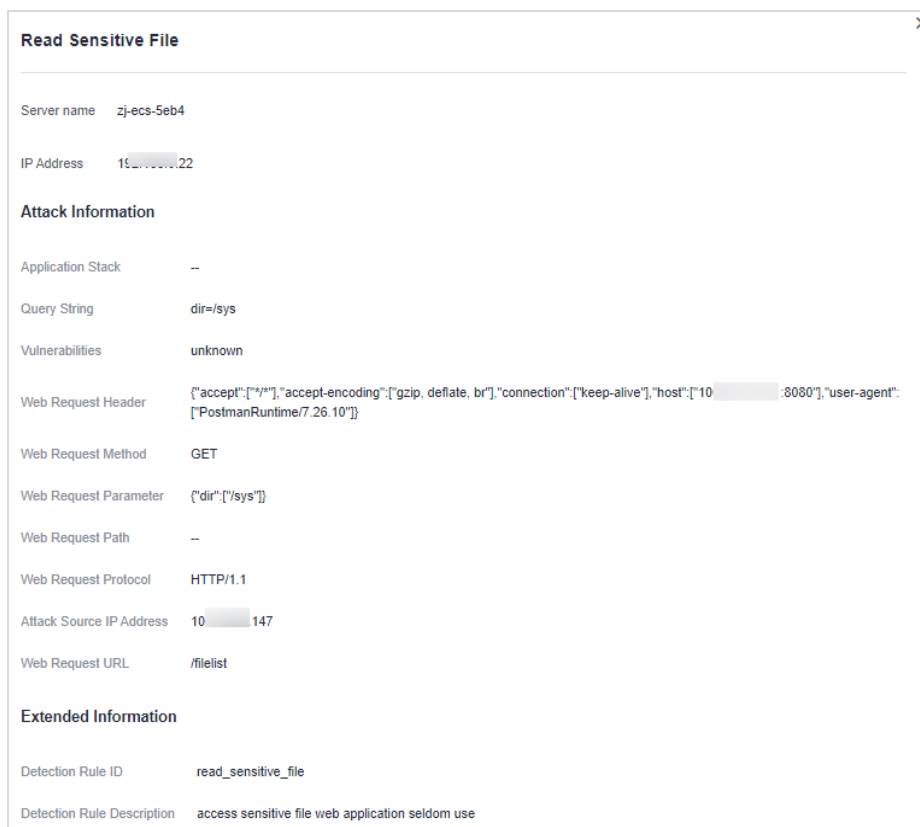 Read Sensitive File
Server name zj-ecs-5eb4
IP Address .22
Attack Information
Application Stack --
Query String dir=/sys
Vulnerabilities unknown
Web Request Header {"accept":["*/*"],"accept-encoding":["gzip, deflate, br"],"connection":["keep-alive"],"host":["10 :8080"],"user-agent":
["PostmanRuntime/7.26.10"]}
Web Request Method GET
Web Request Parameter {"dir":["/sys"]}
Web Request Path --
Web Request Protocol HTTP/1.1
Attack Source IP Address 10 .147
Web Request URL /filelist
Extended Information
Detection Rule ID read_sensitive_file
Detection Rule Description access sensitive file web application seldom use